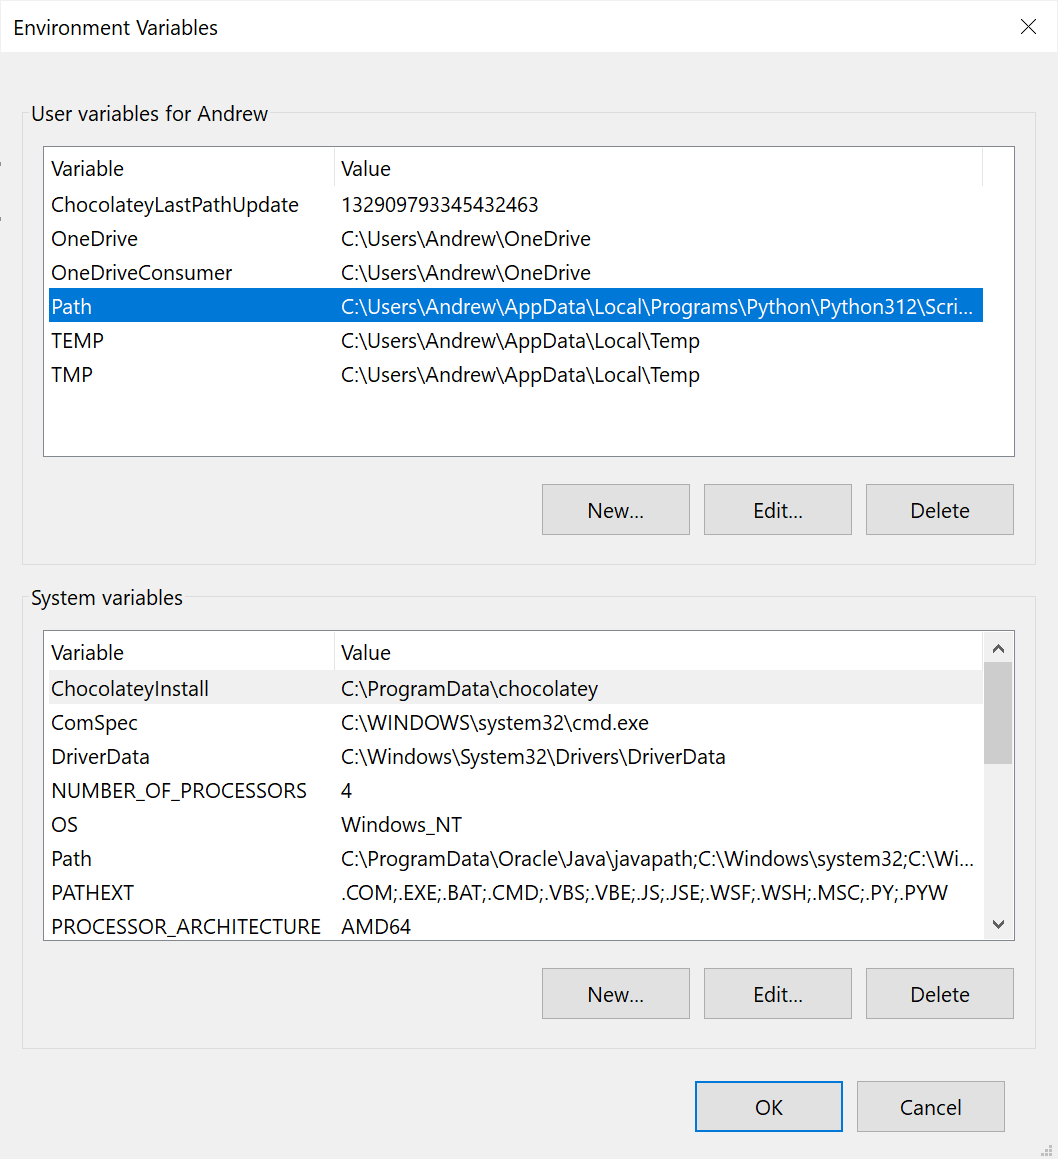 Environment Variables
User variables for Andrew
Variable Value
ChocolateyLastPathUpdate 132909793345432463
OneDrive C:\Users\Andrew\OneDrive
OneDriveConsumer C:\Users\Andrew\OneDrive
Path C:\Users\Andrew\AppData\Local\Programs\Python\Python312\Scri...
TEMP C:\Users\Andrew\AppData\Local\Temp
TMP C:\Users\Andrew\AppData\Local\Temp
New... Edit... Delete
System variables
Variable Value
ChocolateyInstall C:\ProgramData\chocolatey
ComSpec C:\WINDOWS\system32\cmd.exe
DriverData C:\Windows\System32\Drivers\DriverData
NUMBER_OF_PROCESSORS 4
OS Windows_NT
Path C:\ProgramData\Oracle\Java\javapath;C:\Windows\system32;C:\Wi...
PATHEXT .COM;.EXE;.BAT;.CMD;.VBS;.VBE;.JS;.JSE;.WSF;.WSH;.MSC;.PY;.PYW
PROCESSOR_ARCHITECTURE AMD64
New... Edit... Delete
OK Cancel